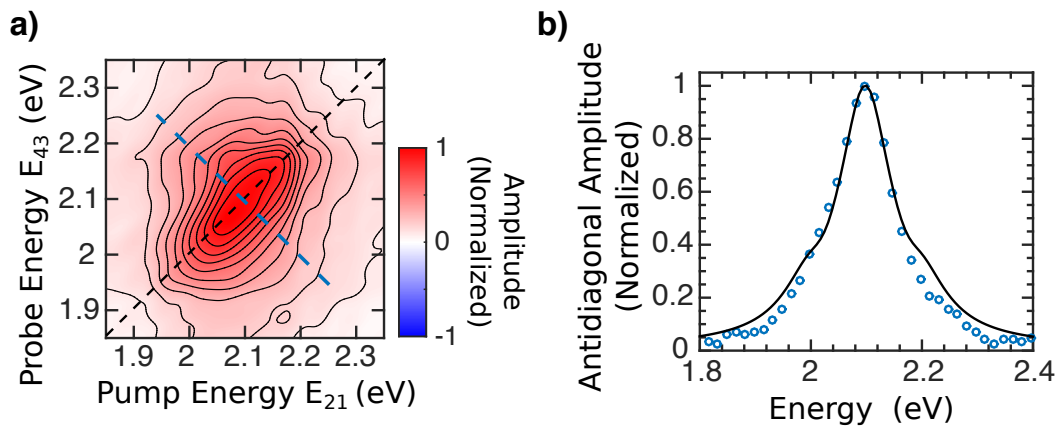 a)
Probe Energy E₄₃ (eV)
2.3
2.2
2.1
2
1.9
1.9 2 2.1 2.2 2.3
Pump Energy E₂₁ (eV)
1
0
-1
Amplitude
(Normalized)
b)
Antidiagonal Amplitude
(Normalized)
1
0.8
0.6
0.4
0.2
0
1.8 2 2.2 2.4
Energy (eV)